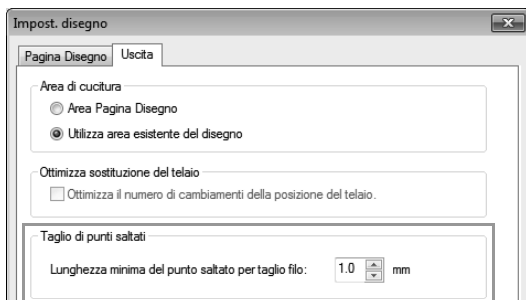 Impost. disegno
Pagina Disegno Uscita
Area di cucitura
Area Pagina Disegno
Utilizza area esistente del disegno
Ottimizza sostituzione del telaio
Ottimizza il numero di cambiamenti della posizione del telaio.
Taglio di punti saltati
Lunghezza minima del punto saltato per taglio filo: 1.0 mm